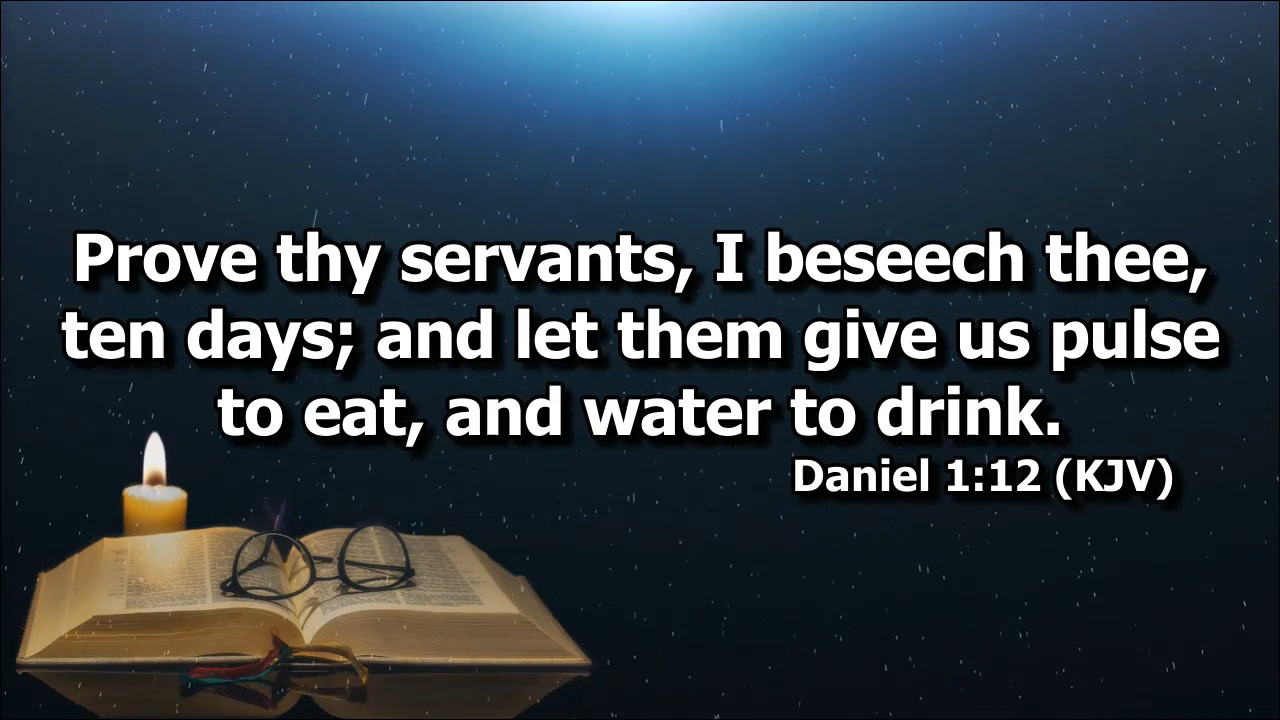 Prove thy servants, I beseech thee,
ten days; and let them give us pulse
to eat, and water to drink.
Daniel 1:12 (KJV)